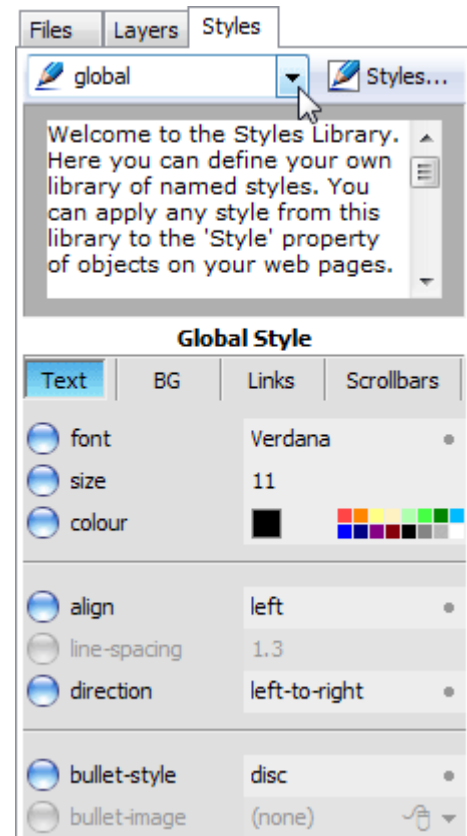 Files Layers Styles
global Styles...
Welcome to the Styles Library.
Here you can define your own
library of named styles. You
can apply any style from this
library to the 'Style' property
of objects on your web pages.
Global Style
Text BG Links Scrollbars
font Verdana
size 11
colour
align left
line-spacing 1.3
direction left-to-right
bullet-style disc
bullet-image (none)